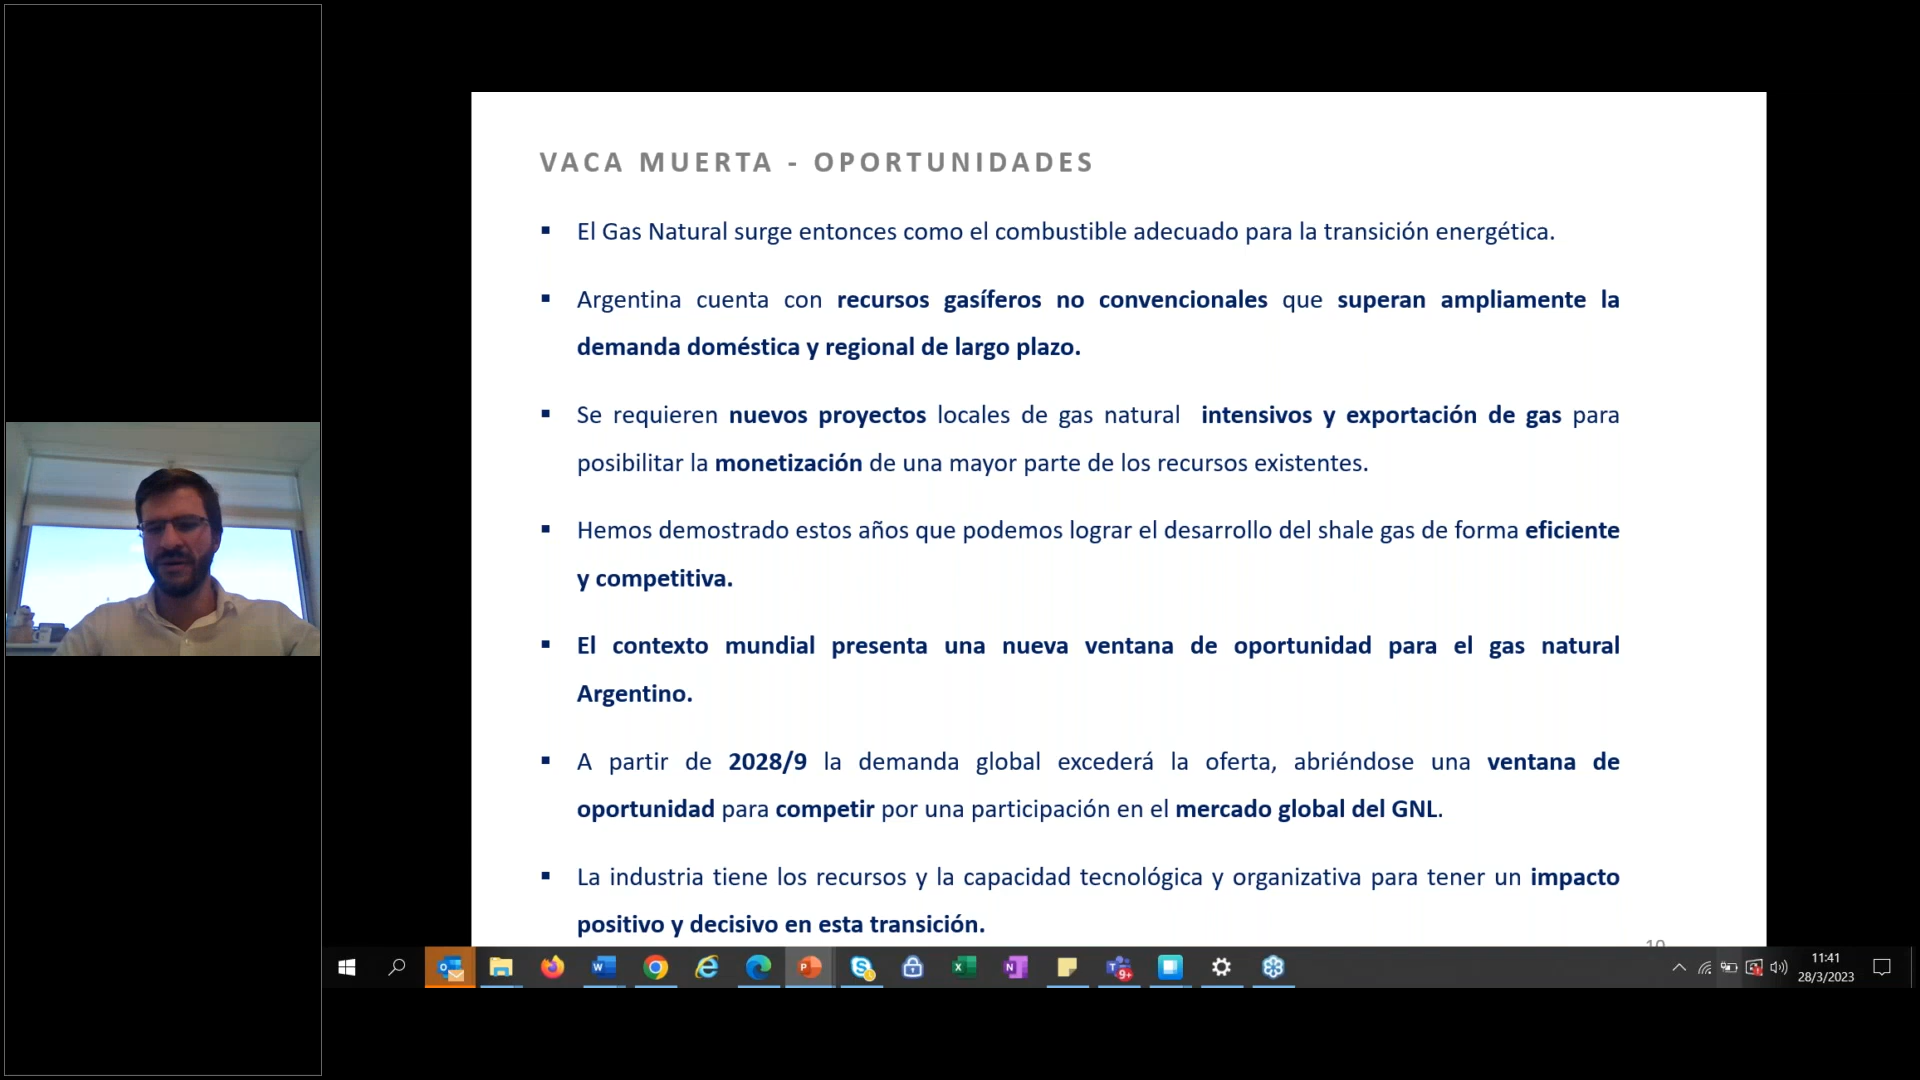 VACA MUERTA - OPORTUNIDADES
▪ El Gas Natural surge entonces como el combustible adecuado para la transición energética.
▪ Argentina cuenta con recursos gasíferos no convencionales que superan ampliamente la
demanda doméstica y regional de largo plazo.
▪ Se requieren nuevos proyectos locales de gas natural intensivos y exportación de gas para
posibilitar la monetización de una mayor parte de los recursos existentes.
▪ Hemos demostrado estos años que podemos lograr el desarrollo del shale gas de forma eficiente
y competitiva.
▪ El contexto mundial presenta una nueva ventana de oportunidad para el gas natural
Argentino.
▪ A partir de 2028/9 la demanda global excederá la oferta, abriéndose una ventana de
oportunidad para competir por una participación en el mercado global del GNL.
▪ La industria tiene los recursos y la capacidad tecnológica y organizativa para tener un impacto
positivo y decisivo en esta transición.
9+
11:41
28/3/2023